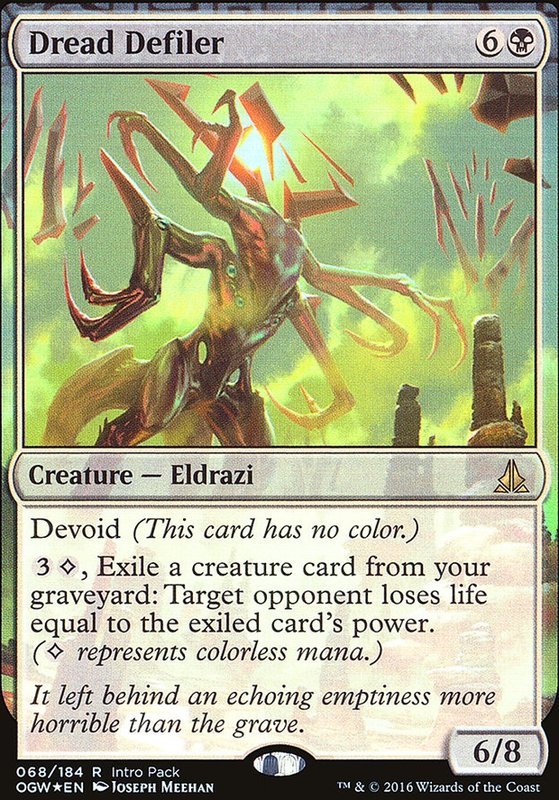 Dread Defiler 6
Creature — Eldrazi
Devoid (This card has no color.)
3◇, Exile a creature card from your
graveyard: Target opponent loses life
equal to the exiled card's power.
(◇ represents colorless mana.)
It left behind an echoing emptiness more
horrible than the grave.
6/8
068/184 R Intro Pack
OGW★EN Joseph Meehan
™ & © 2016 Wizards of the Coast